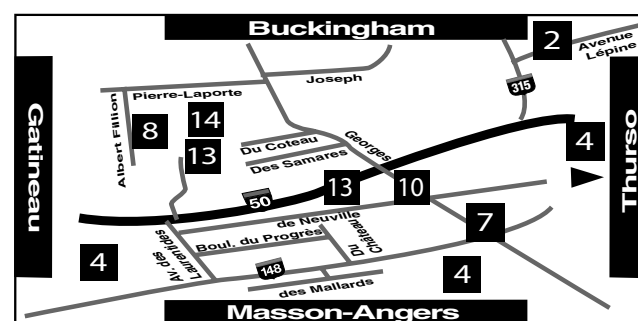 Buckingham
2
Avenue
Lépine
Joseph
315
Pierre-Laporte
Albert Fillion
14
8
13
Du Coteau
Georges
Des Samares
4
Gatineau
Thurso
50
13
10
de Neuville
7
Av. des
Laurentides
Boul. du Progrès
Du
Château
4
148
4
des Mallards
Masson-Angers